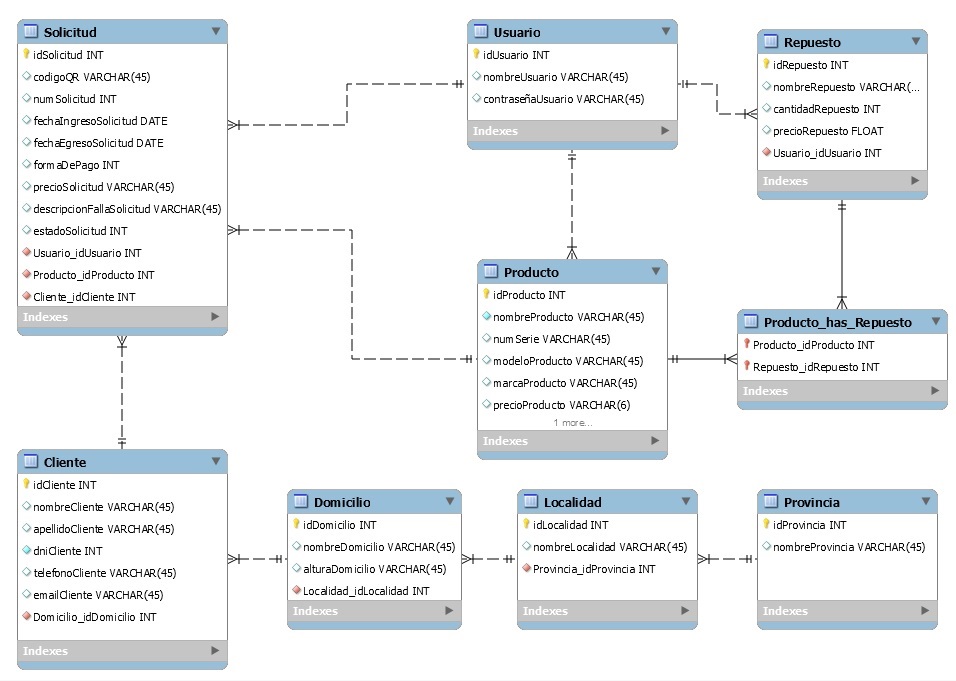 Solicitud
idSolicitud INT
codigoQR VARCHAR(45)
numSolicitud INT
fechaIngresoSolicitud DATE
fechaEgresoSolicitud DATE
formaDePago INT
precioSolicitud VARCHAR(45)
descripcionFallaSolicitud VARCHAR(45)
estadoSolicitud INT
Usuario_idUsuario INT
Producto_idProducto INT
Cliente_idCliente INT
Indexes
Usuario
idUsuario INT
nombreUsuario VARCHAR(45)
contraseñaUsuario VARCHAR(45)
Indexes
Repuesto
idRepuesto INT
nombreRepuesto VARCHAR(...
cantidadRepuesto INT
precioRepuesto FLOAT
Usuario_idUsuario INT
Indexes
Producto
idProducto INT
nombreProducto VARCHAR(45)
numSerie VARCHAR(45)
modeloProducto VARCHAR(45)
marcaProducto VARCHAR(45)
precioProducto VARCHAR(6)
1 more...
Indexes
Producto_has_Repuesto
Producto_idProducto INT
Repuesto_idRepuesto INT
Indexes
Cliente
idCliente INT
nombreCliente VARCHAR(45)
apellidoCliente VARCHAR(45)
dniCliente INT
telefonoCliente VARCHAR(45)
emailCliente VARCHAR(45)
Domicilio_idDomicilio INT
Indexes
Domicilio
idDomicilio INT
nombreDomicilio VARCHAR(45)
alturaDomicilio VARCHAR(45)
Localidad_idLocalidad INT
Indexes
Localidad
idLocalidad INT
nombreLocalidad VARCHAR(45)
Provincia_idProvincia INT
Indexes
Provincia
idProvincia INT
nombreProvincia VARCHAR(45)
Indexes